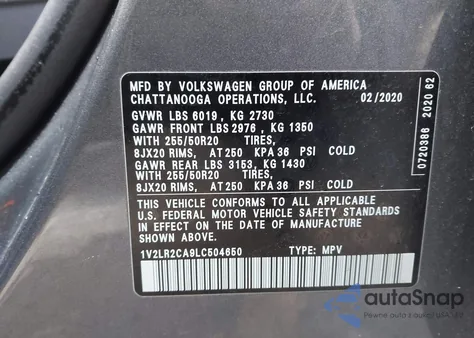 MFD BY VOLKSWAGEN GROUP OF AMERICA
CHATTANOOGA OPERATIONS, LLC. 02/2020
GVWR LBS 6019 , KG 2730
GAWR FRONT LBS 2976 , KG 1350
WITH 255/50R20 TIRES,
8JX20 RIMS, AT 250 KPA 36 PSI COLD
GAWR REAR LBS 3153, KG 1430
WITH 255/50R20 TIRES,
8JX20 RIMS, AT 250 KPA 36 PSI COLD
THIS VEHICLE CONFORMS TO ALL APPLICABLE
U.S. FEDERAL MOTOR VEHICLE SAFETY STANDARDS
IN EFFECT ON THE DATE OF MANUFACTURE
SHOWN ABOVE.
1V2LR2CA9LC504650 TYPE: MPV
0720386 2020 62
autoSnap
Pewne auto